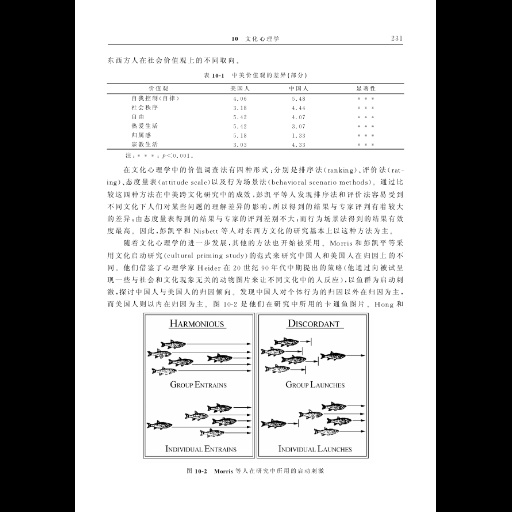 10 文化心理学 231
东西方人在社会价值观上的不同取向。
表 10-1 中美价值观的差异(部分)
价值观 美国人 中国人 显著性
自我控制(自律) 4.06 5.48 ***
社会秩序 3.18 4.44 ***
自由 5.42 4.07 ***
热爱生活 5.42 3.07 ***
归属感 5.18 1.33 ***
富数生活 3.93 4.33 ***
注:***:p<0.001。
在文化心理学中的价值调查法有四种形式:分别是排序法(ranking)、评价法(rat-
ing)、态度量表(attitude scale)以及行为场景法(behavioral scenario methods)。通过比
较这四种方法在中美跨文化研究中的成效,彭凯平等人发现排序法和评价法容易受到
不同文化下人们对某些问题的理解差异的影响,所以得到的结果与专家评判有着较大
的差异;由态度量表得到的结果与专家的评判差别不大;而行为场景法得到的结果有效
度最高。因此,彭凯平和 Nisbett 等人对东西方文化的研究基本上以这种方法为主。
随着文化心理学的进一步发展,其他的方法也开始被采用。Morris 和彭凯平等采
用文化启动研究(cultural priming study)的范式来研究中国人和美国人在归因上的不
同。他们借鉴了心理学家 Heider 在 20 世纪 90 年代中期提出的策略(他通过向被试呈
现一些与社会和文化现象无关的动物图片来让不同文化中的人反应),以鱼群为启动刺
激,探讨中国人与美国人的归因倾向。发现中国人对个体行为的归因以外在归因为主,
而美国人则以内在归因为主。图 10-2 是他们在研究中所用的卡通鱼图片。Hong 和
HARMONIOUS DISCORDANT
GROUP ENTRAINS GROUP LAUNCHES
INDIVIDUAL ENTRAINS INDIVIDUAL LAUNCHES
图 10-2 Morris 等人在研究中所用的启动刺激